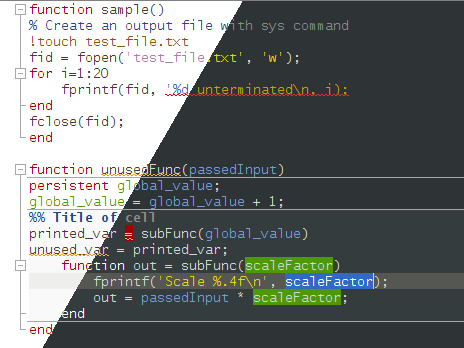 function sample()
% Create an output file with sys command
!touch test_file.txt
fid = fopen('test_file.txt', 'w');
for i=1:20
fprintf(fid, '%d unterminated\n, i);
end
fclose(fid);
end
function unusedFunc(passedInput)
persistent global_value;
global_value = global_value + 1;
%% Title of cell
printed_var = subFunc(global_value)
unused_var = printed_var;
function out = subFunc(scaleFactor)
fprintf('Scale %.4f\n', scaleFactor);
out = passedInput * scaleFactor;
end
end